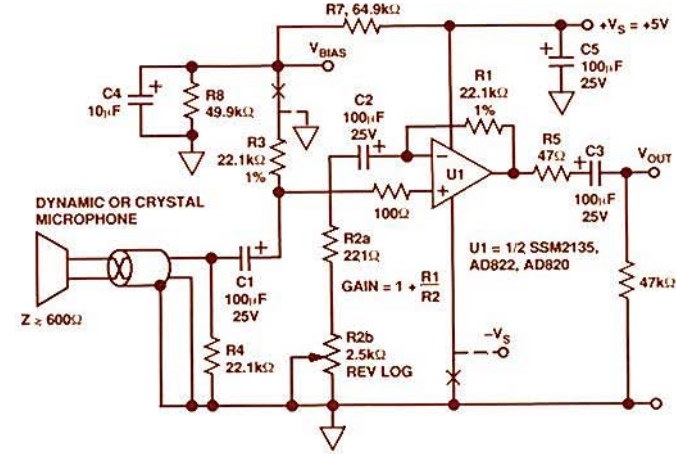 R7, 64.9kΩ
+VS = +5V
VBIAS
C4
10µF
R8
49.9kΩ
C5
100µF
25V
R1
22.1kΩ
1%
C2
100µF
25V
R3
22.1kΩ
1%
−
+
U1
R5
47Ω
C3
100µF
25V
VOUT
100Ω
DYNAMIC OR CRYSTAL
MICROPHONE
Z ≥ 600Ω
C1
100µF
25V
R2a
221Ω
U1 = 1/2 SSM2135,
AD822, AD820
GAIN = 1 + R1/R2
47kΩ
R4
22.1kΩ
R2b
2.5kΩ
REV LOG
−VS